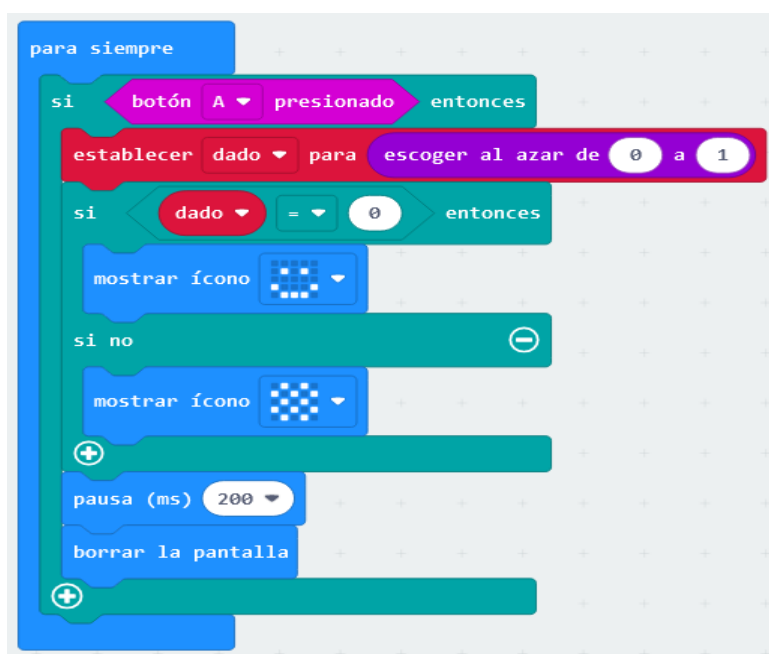 para siempre
si botón A presionado entonces
establecer dado para escoger al azar de 0 a 1
si dado = 0 entonces
mostrar ícono
si no
mostrar ícono
pausa (ms) 200
borrar la pantalla